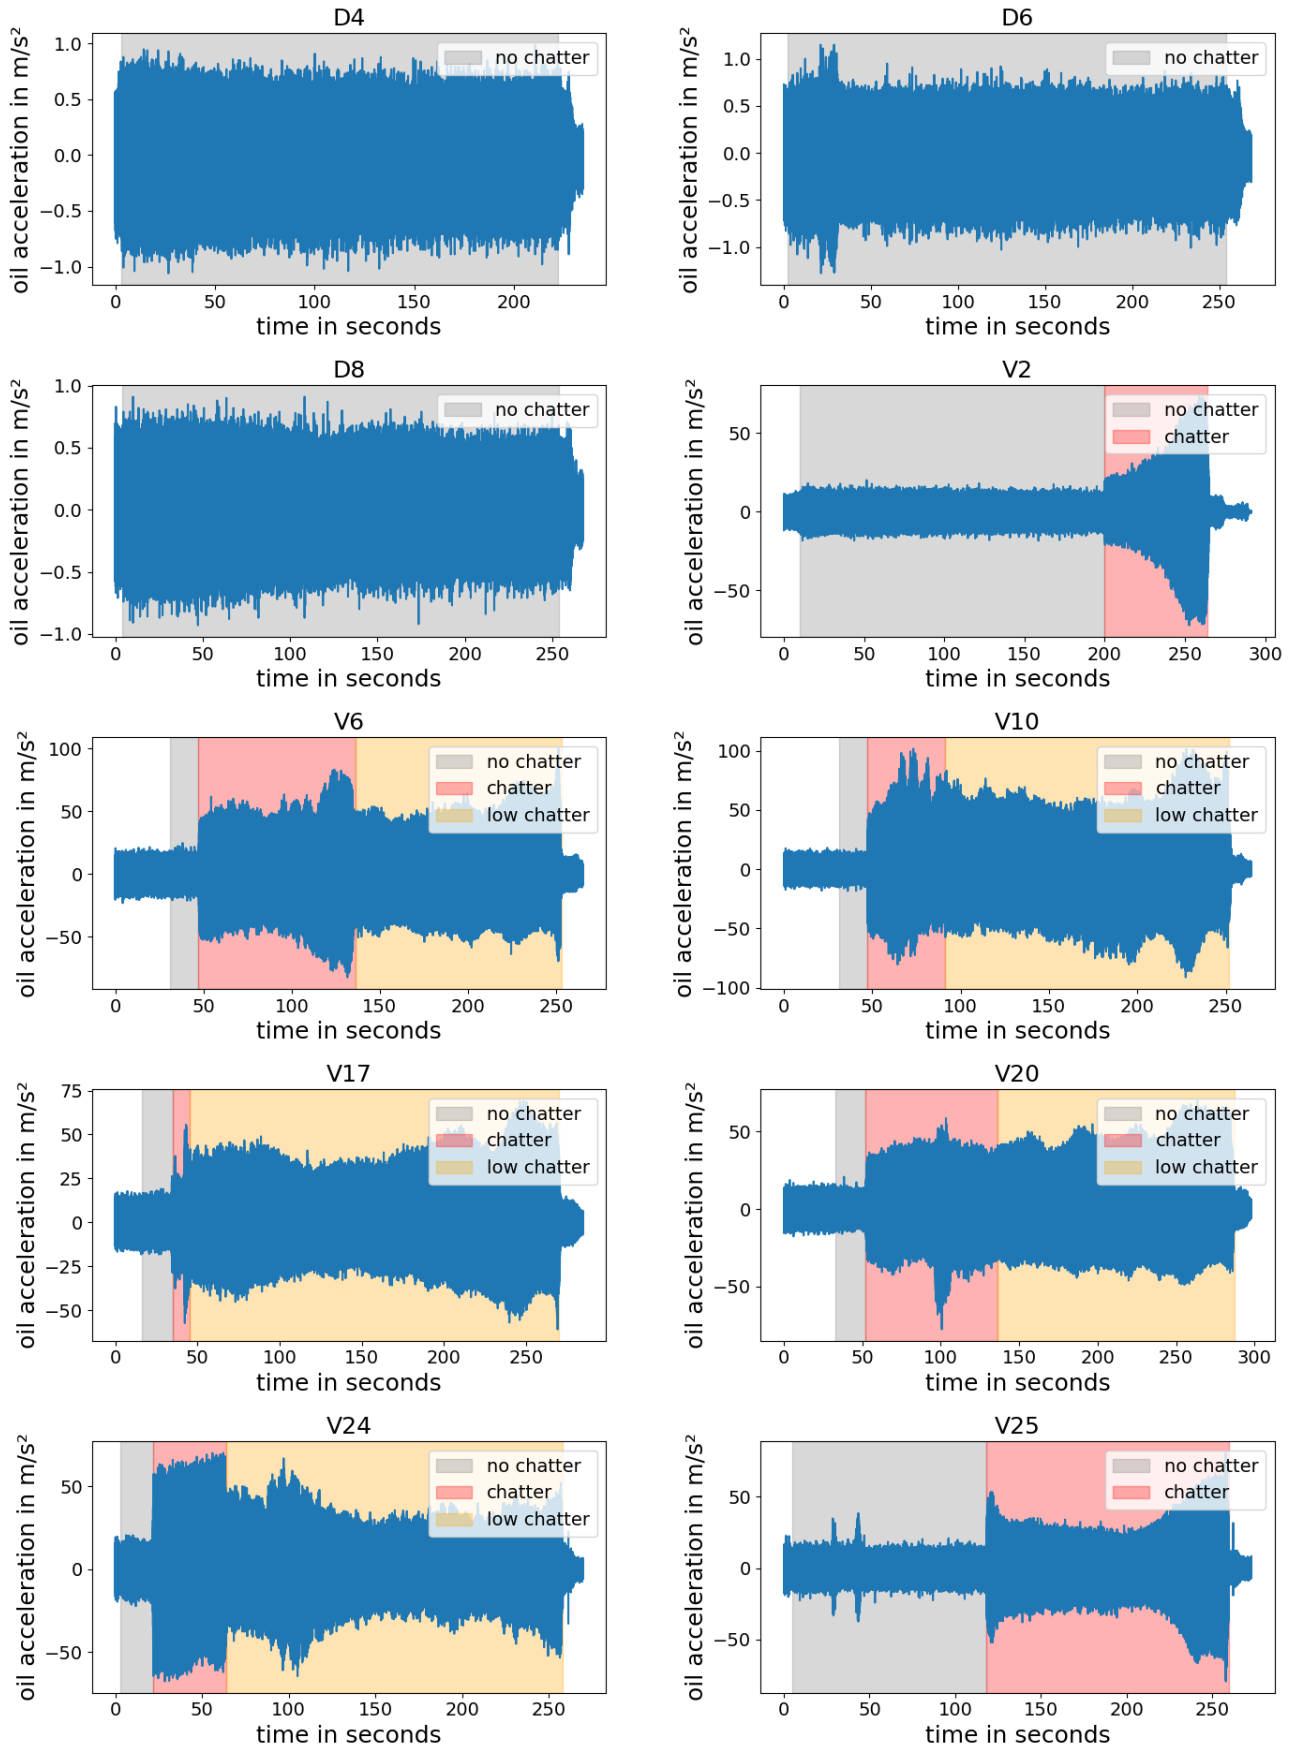 D4
oil acceleration in m/s²
1.0
0.5
0.0
−0.5
−1.0
no chatter
0 50 100 150 200
time in seconds
D6
oil acceleration in m/s²
1.0
0.5
0.0
−0.5
−1.0
no chatter
0 50 100 150 200 250
time in seconds
D8
oil acceleration in m/s²
1.0
0.5
0.0
−0.5
−1.0
no chatter
0 50 100 150 200 250
time in seconds
V2
oil acceleration in m/s²
50
0
−50
no chatter
chatter
0 50 100 150 200 250 300
time in seconds
V6
oil acceleration in m/s²
100
50
0
−50
no chatter
chatter
low chatter
0 50 100 150 200 250
time in seconds
V10
oil acceleration in m/s²
100
50
0
−50
−100
no chatter
chatter
low chatter
0 50 100 150 200 250
time in seconds
V17
oil acceleration in m/s²
75
50
25
0
−25
−50
no chatter
chatter
low chatter
0 50 100 150 200 250
time in seconds
V20
oil acceleration in m/s²
50
0
−50
no chatter
chatter
low chatter
0 50 100 150 200 250 300
time in seconds
V24
oil acceleration in m/s²
50
0
−50
no chatter
chatter
low chatter
0 50 100 150 200 250
time in seconds
V25
oil acceleration in m/s²
50
0
−50
no chatter
chatter
0 50 100 150 200 250
time in seconds